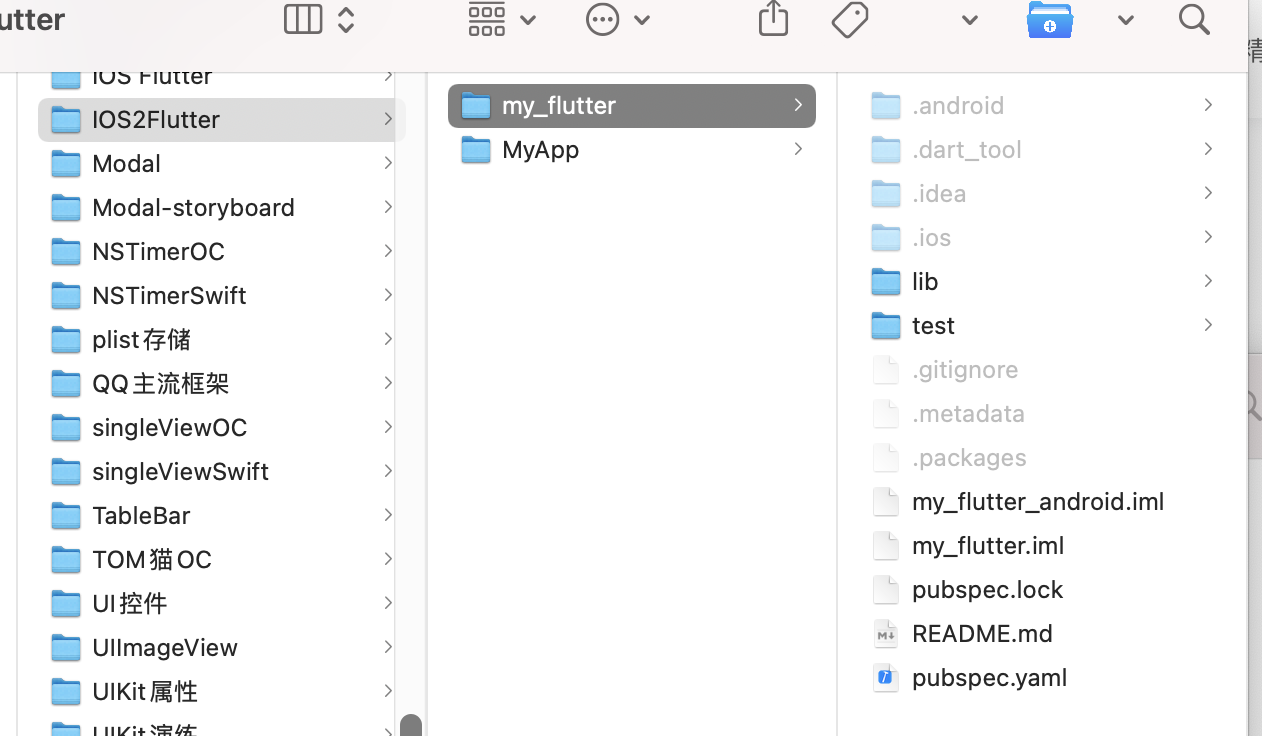 utter
IOS Flutter
IOS2Flutter
Modal
Modal-storyboard
NSTimerOC
NSTimerSwift
plist存储
QQ主流框架
singleViewOC
singleViewSwift
TableBar
TOM猫OC
UI控件
UIImageView
UIKit属性
UIKit演练
my_flutter
MyApp
.android
.dart_tool
.idea
.ios
lib
test
.gitignore
.metadata
.packages
my_flutter_android.iml
my_flutter.iml
pubspec.lock
README.md
pubspec.yaml
精